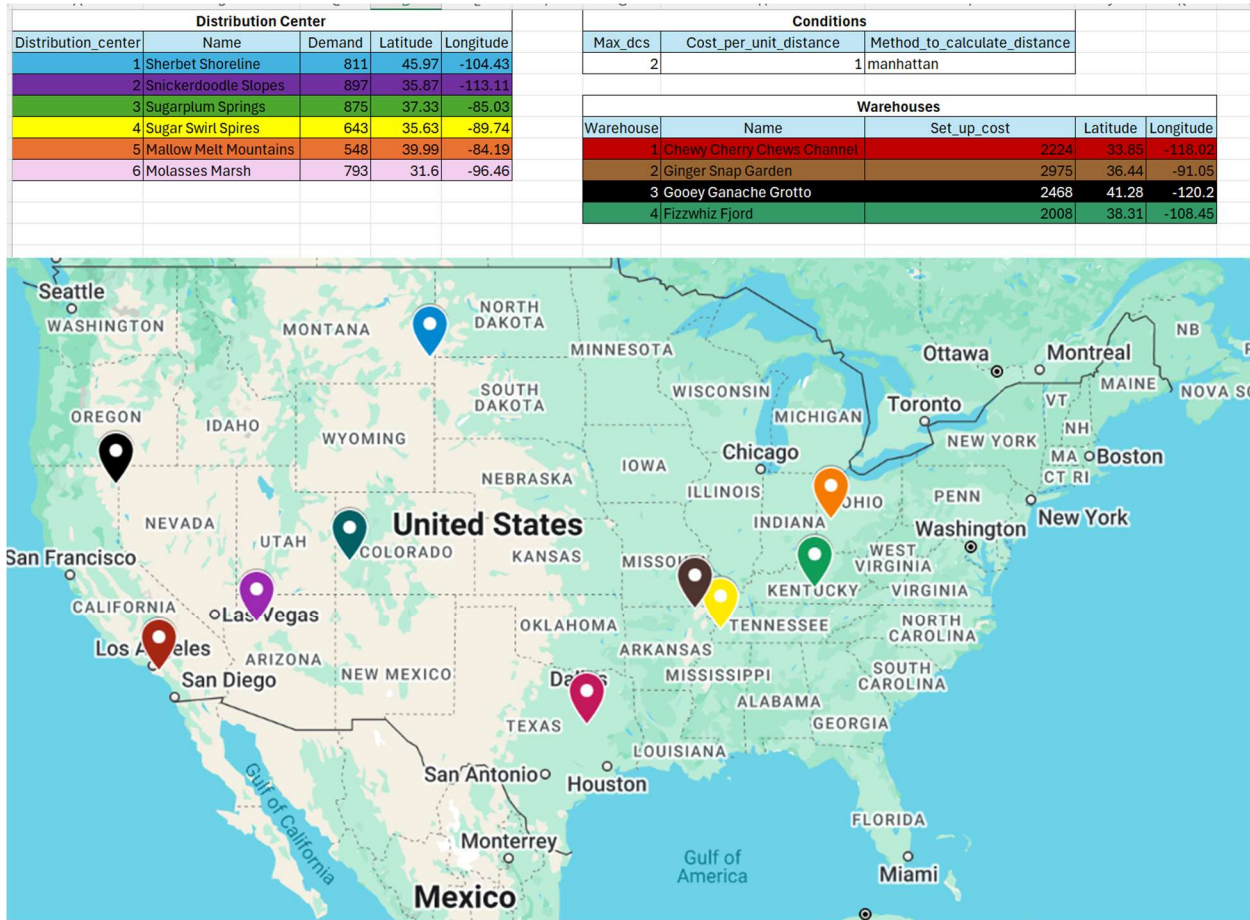 Distribution Center
Distribution_center Name Demand Latitude Longitude
1 Sherbet Shoreline 811 45.97 -104.43
2 Snickerdoodle Slopes 897 35.87 -113.11
3 Sugarplum Springs 875 37.33 -85.03
4 Sugar Swirl Spires 643 35.63 -89.74
5 Mallow Melt Mountains 548 39.99 -84.19
6 Molasses Marsh 793 31.6 -96.46
Conditions
Max_dcs Cost_per_unit_distance Method_to_calculate_distance
2 1 manhattan
Warehouses
Warehouse Name Set_up_cost Latitude Longitude
1 Chewy Cherry Chews Channel 2224 33.85 -118.02
2 Ginger Snap Garden 2975 36.44 -91.05
3 Gooey Ganache Grotto 2468 41.28 -120.2
4 Fizzwhiz Fjord 2008 38.31 -108.45
Seattle
WASHINGTON
MONTANA
NORTH
DAKOTA
MINNESOTA
Ottawa
Montreal
NB
MAINE
SOUTH
DAKOTA
WISCONSIN
MICHIGAN
Toronto
VT
NH
OREGON
IDAHO
WYOMING
NEW YORK
MA
Boston
CT RI
IOWA
Chicago
NEBRASKA
ILLINOIS
OHIO
PENN
New York
NEVADA
UTAH
United States
COLORADO
KANSAS
INDIANA
Washington
WEST
VIRGINIA
San Francisco
KENTUCKY
VIRGINIA
CALIFORNIA
Las Vegas
OKLAHOMA
TENNESSEE
NORTH
CAROLINA
Los
ARIZONA
NEW MEXICO
ARKANSAS
MISSISSIPPI
SOUTH
CAROLINA
San Diego
ALABAMA
TEXAS
GEORGIA
LOUISIANA
San Antonio
Houston
Gulf of California
FLORIDA
Monterrey
Gulf of
America
Miami
Mexico